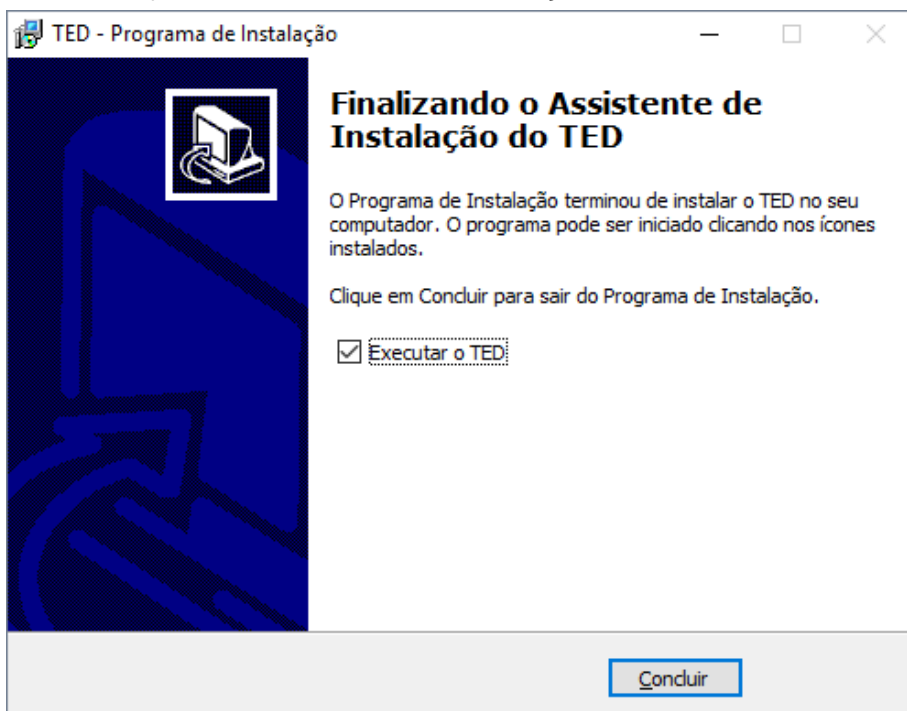 TED - Programa de Instalação
Finalizando o Assistente de
Instalação do TED
O Programa de Instalação terminou de instalar o TED no seu
computador. O programa pode ser iniciado clicando nos ícones
instalados.
Clique em Concluir para sair do Programa de Instalação.
Executar o TED
Concluir